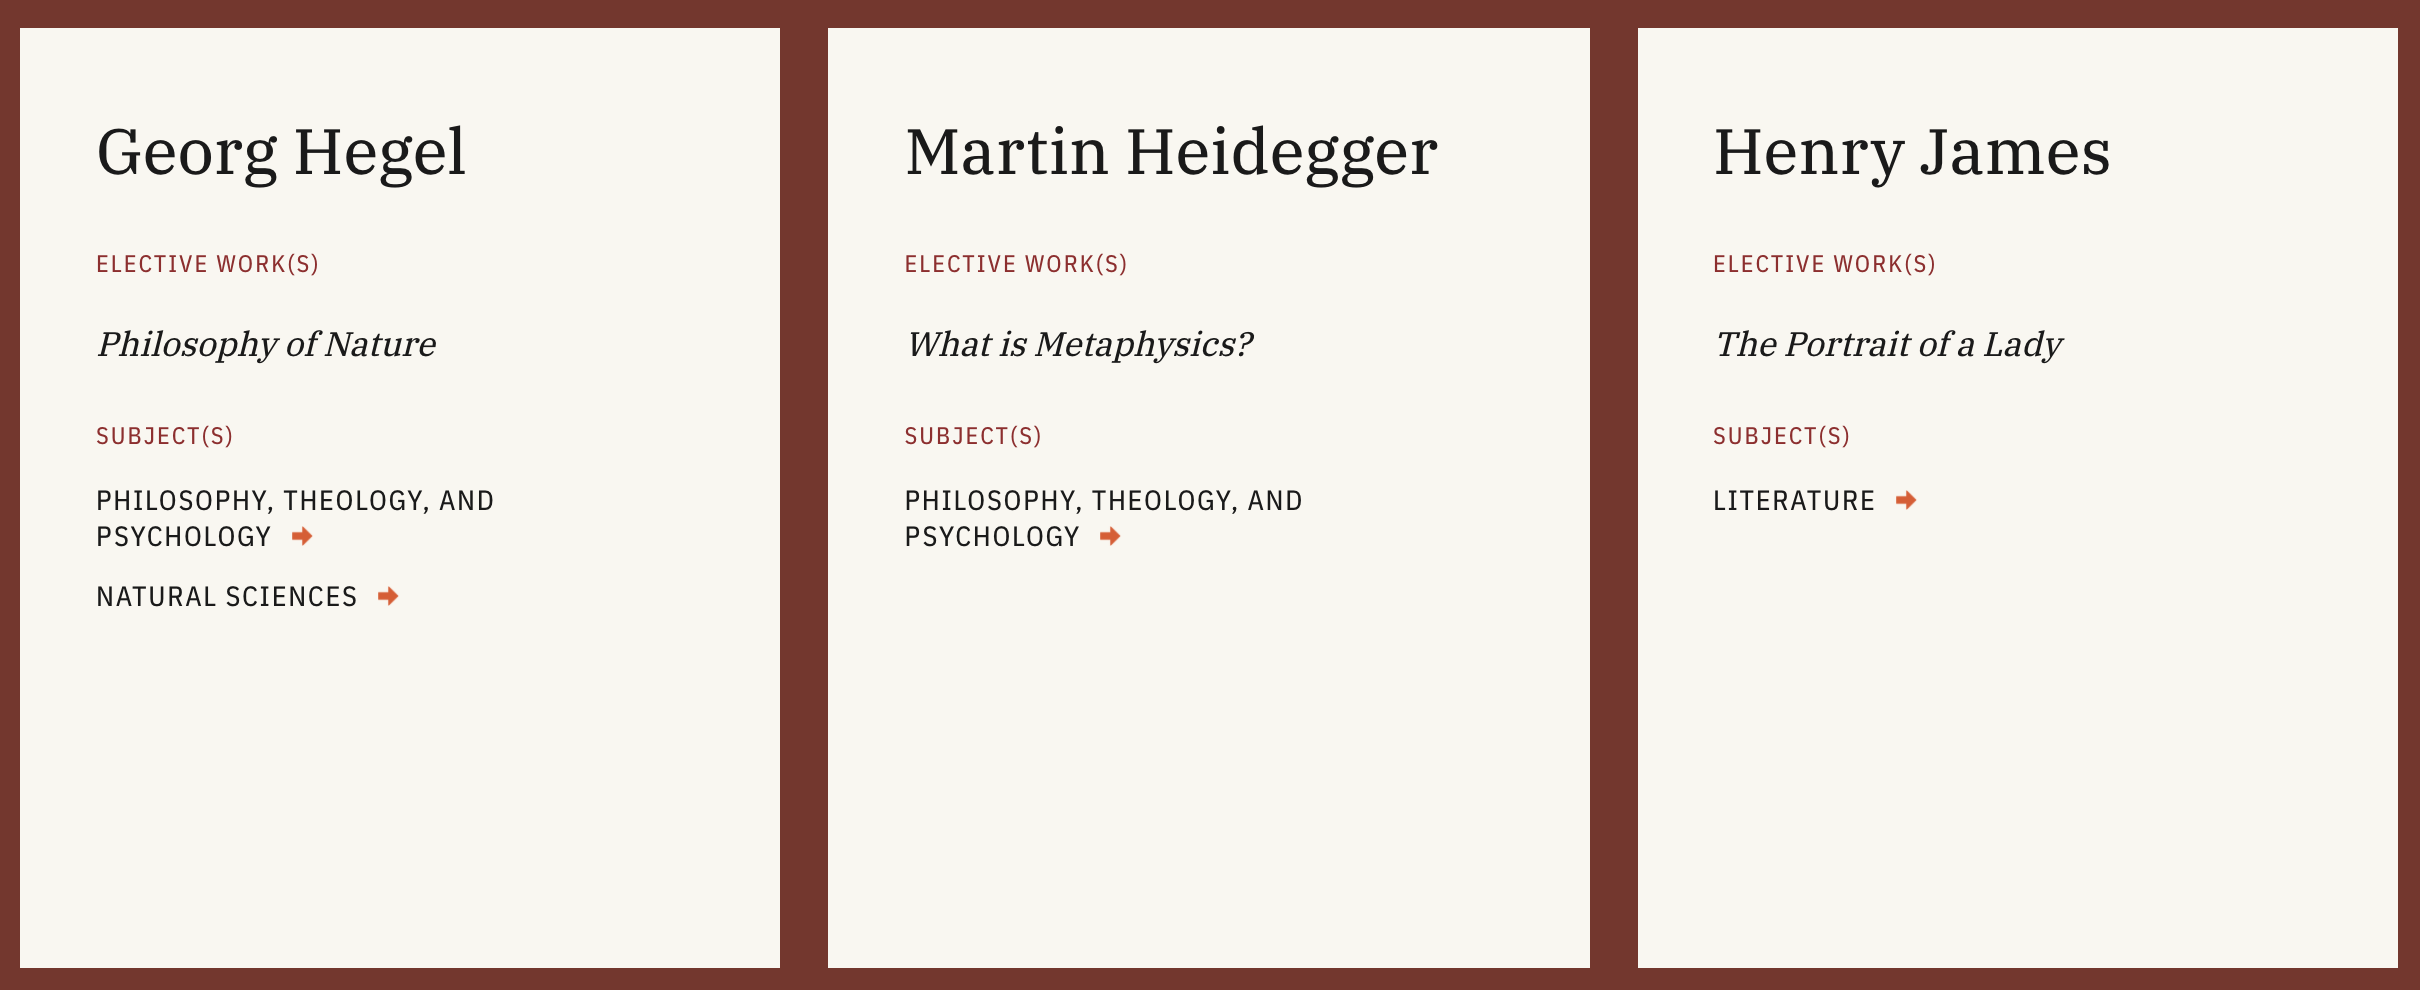 Georg Hegel
ELECTIVE WORK(S)
Philosophy of Nature
SUBJECT(S)
PHILOSOPHY, THEOLOGY, AND
PSYCHOLOGY
NATURAL SCIENCES
Martin Heidegger
ELECTIVE WORK(S)
What is Metaphysics?
SUBJECT(S)
PHILOSOPHY, THEOLOGY, AND
PSYCHOLOGY
Henry James
ELECTIVE WORK(S)
The Portrait of a Lady
SUBJECT(S)
LITERATURE